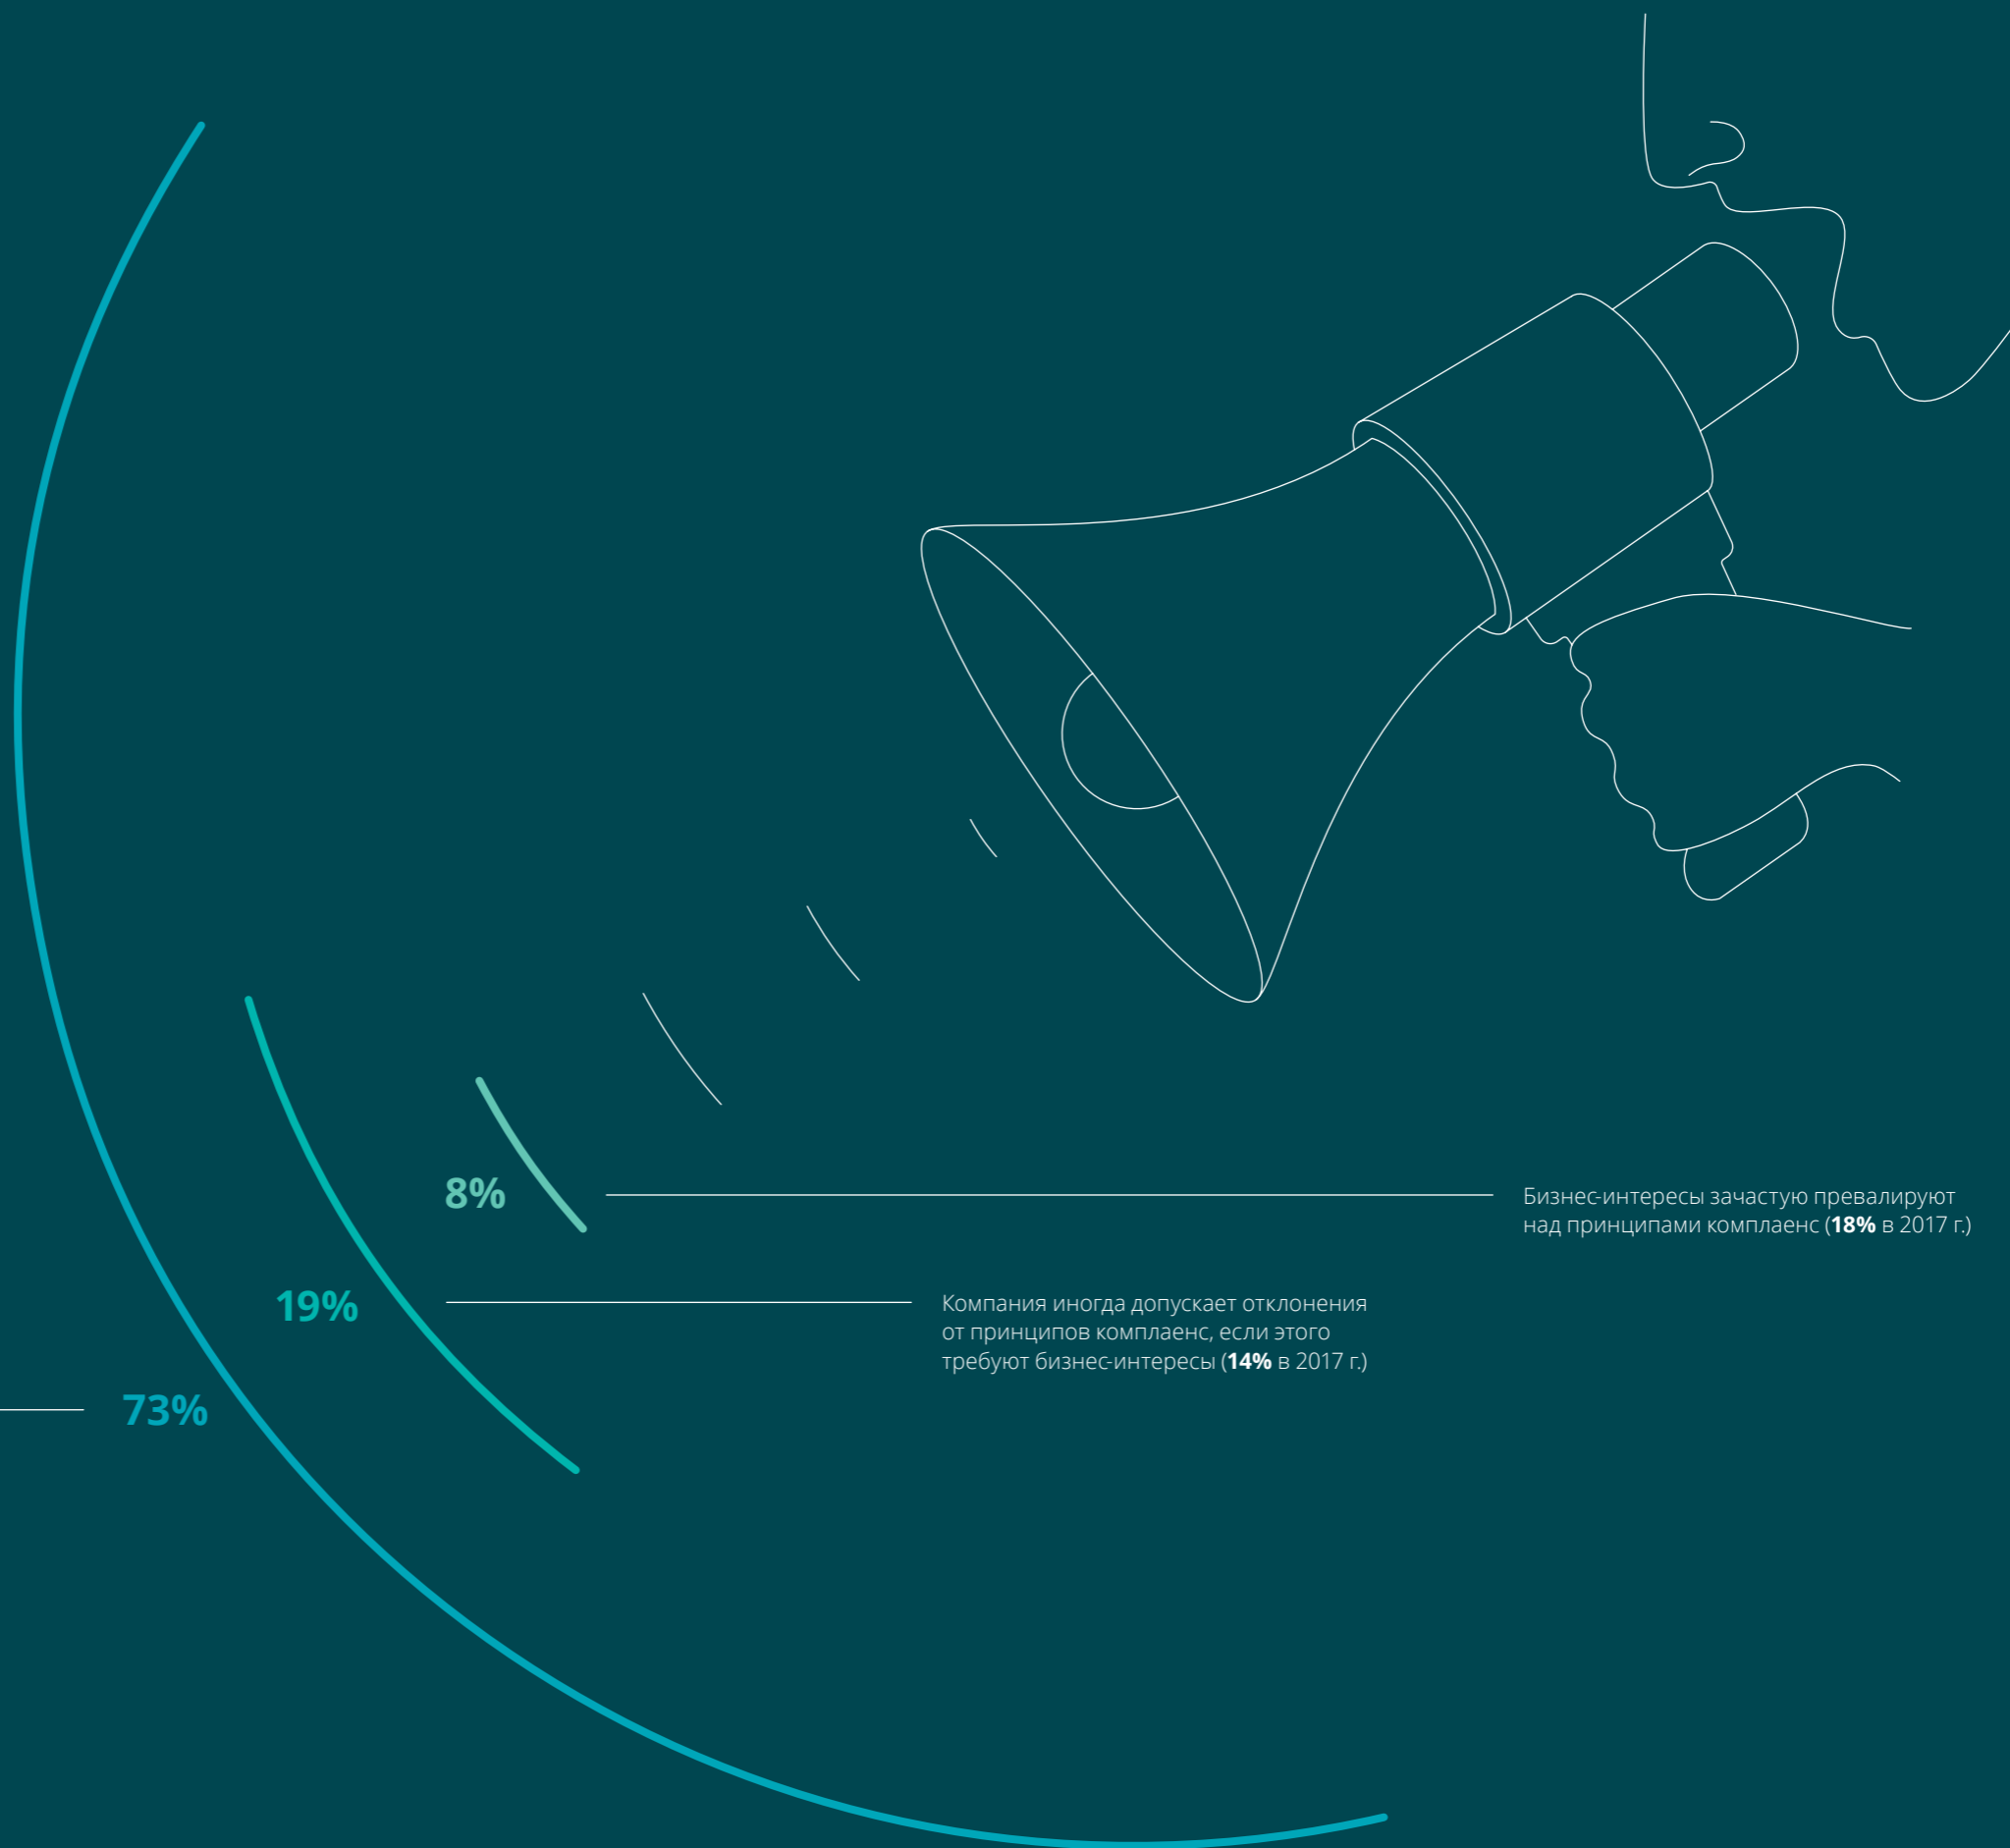 8%
Бизнес-интересы зачастую превалируют
над принципами комплаенс (18% в 2017 г.)
19%
Компания иногда допускает отклонения
от принципов комплаенс, если этого
требуют бизнес-интересы (14% в 2017 г.)
73%